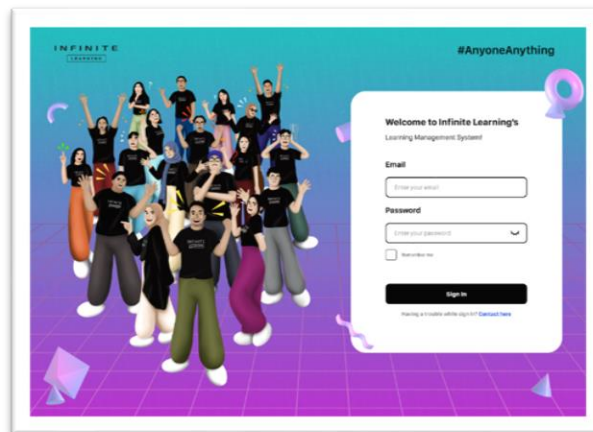 INFINITE
LEARNING
#AnyoneAnything
Welcome to Infinite Learning's
Learning Management System!
Email
Enter your email
Password
Enter your password
Remember me
Sign In
Having a trouble while sign in? Contact here